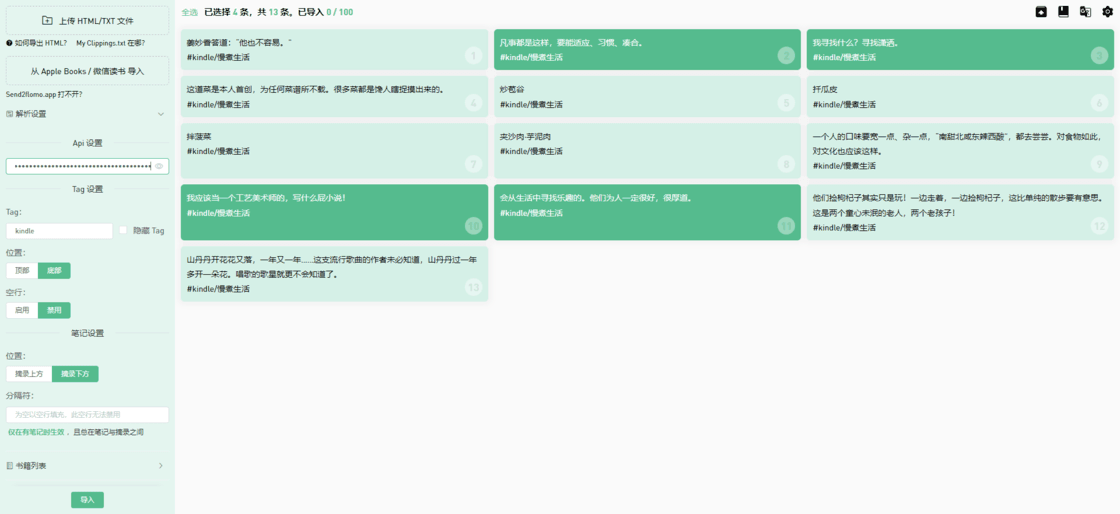 上传 HTML/TXT 文件
如何导出 HTML? My Clippings.txt 在哪?
从 Apple Books / 微信读书 导入
Send2flomo.app 打不开?
解析设置
Api 设置
Tag 设置
Tag:
kindle
隐藏 Tag
位置:
顶部 底部
空行:
启用 禁用
笔记设置
位置:
摘录上方 摘录下方
分隔符:
为空以空行填充，此空行无法禁用
仅在有笔记时生效 ，且总在笔记与摘录之间
书籍列表
导入
全选 已选择 4 条，共 13 条。已导入 0 / 100
姜妙香答道：“他也不容易。”
#kindle/慢煮生活
1
凡事都是这样，要能适应、习惯、凑合。
#kindle/慢煮生活
2
我寻找什么？寻找潇洒。
#kindle/慢煮生活
3
这道菜是本人首创，为任何菜谱所不载。很多菜都是馋人瞎捉摸出来的。
#kindle/慢煮生活
4
炒苞谷
#kindle/慢煮生活
5
扦瓜皮
#kindle/慢煮生活
6
拌菠菜
#kindle/慢煮生活
7
夹沙肉·芋泥肉
#kindle/慢煮生活
8
一个人的口味要宽一点、杂一点，“南甜北咸东辣西酸”，都去尝尝。对食物如此，
对文化也应该这样。
#kindle/慢煮生活
9
我应该当一个工艺美术师的，写什么屁小说！
#kindle/慢煮生活
10
会从生活中寻找乐趣的。他们为人一定很好，很厚道。
#kindle/慢煮生活
11
他们捡枸杞子其实只是玩！一边走着，一边捡枸杞子，这比单纯的散步要有意思。
这是两个童心未泯的老人，两个老孩子！
#kindle/慢煮生活
12
山丹丹开花花又落，一年又一年……这支流行歌曲的作者未必知道，山丹丹过一年
多开一朵花。唱歌的歌星就更不会知道了。
#kindle/慢煮生活
13